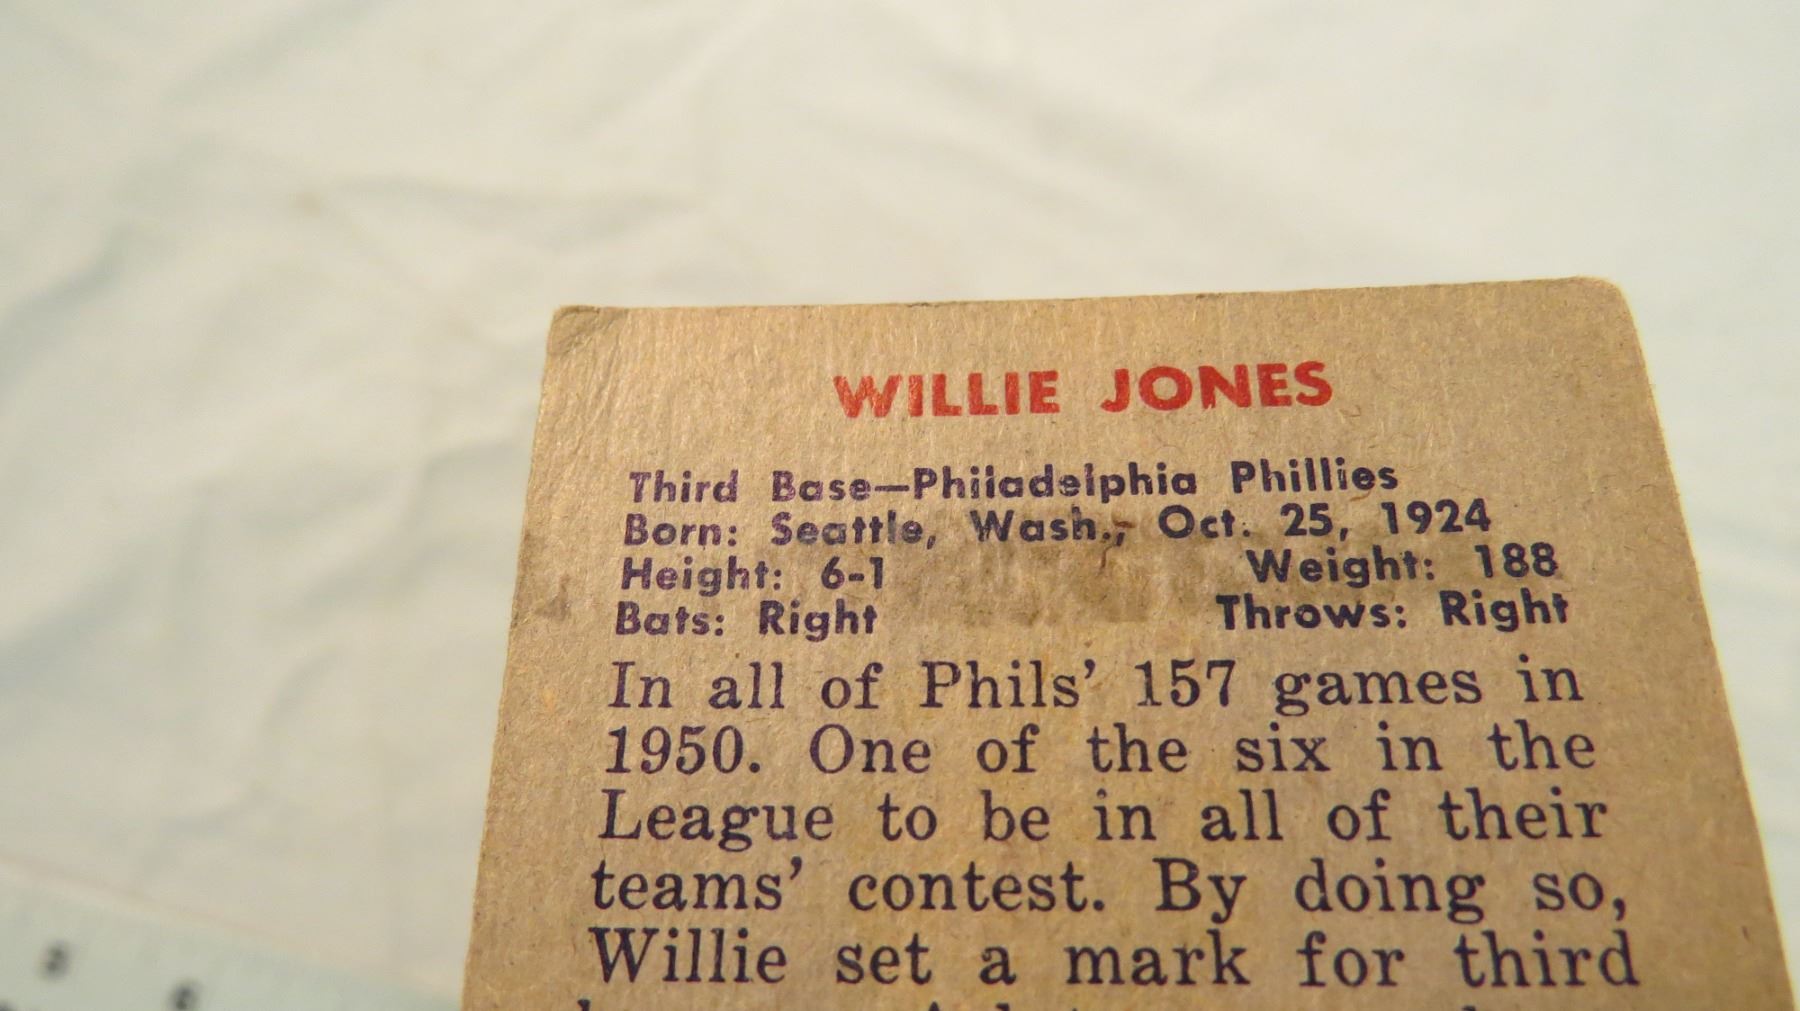 WILLIE JONES
Third Base—Philadelphia Phillies
Born: Seattle, Wash., Oct. 25, 1924
Height: 6-1 Weight: 188
Bats: Right Throws: Right
In all of Phils' 157 games in
1950. One of the six in the
League to be in all of their
teams' contest. By doing so,
Willie set a mark for third